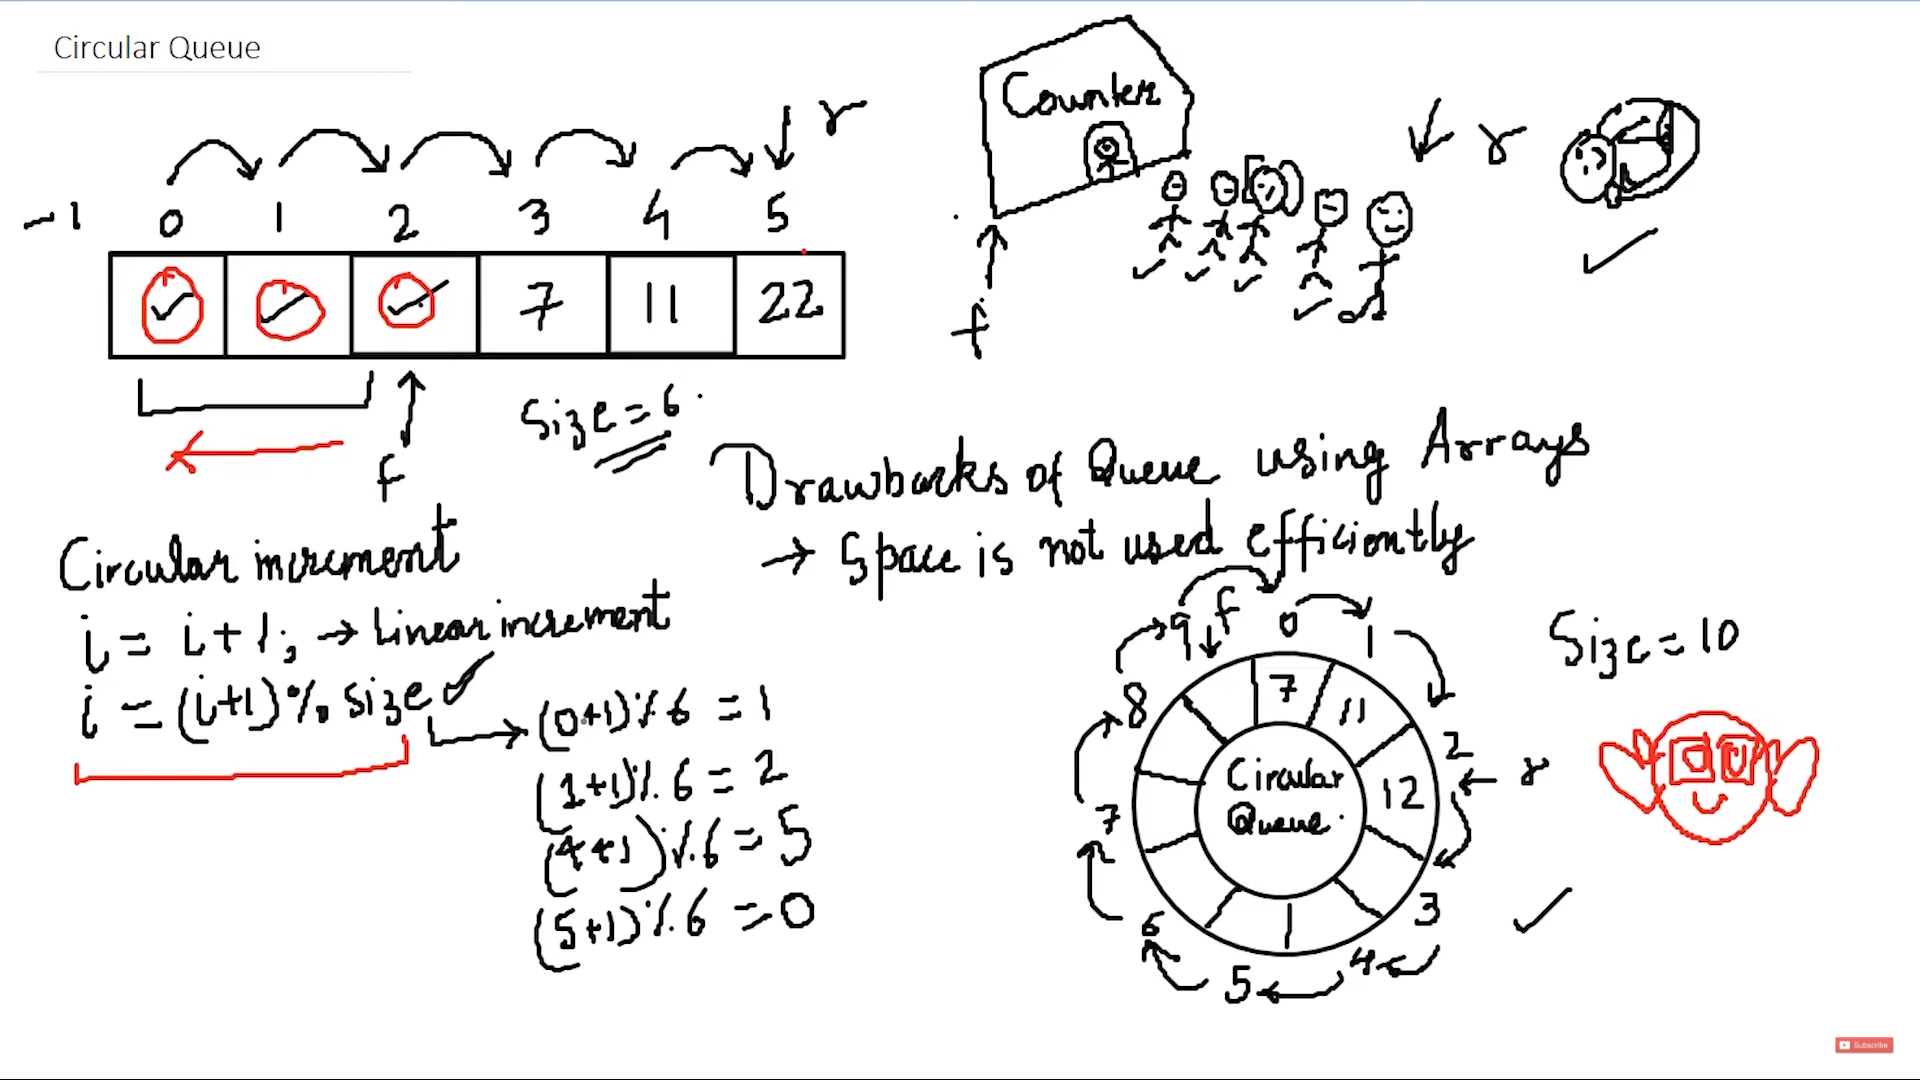 Circular Queue
Counter
r
r
-1 0 1 2 3 4 5
7 11 22
f
f
Size = 6
Drawbacks of Queue using Arrays
→ Space is not used efficiently
Circular increment
i = i + 1; → Linear increment
i = (i+1) % size ✓
(0+1) % 6 = 1
(1+1) % 6 = 2
(4+1) % 6 = 5
(5+1) % 6 = 0
Size = 10
f
9 0 1
8 7 11 2
7 12 r
Circular
Queue
6 3
5 4
Subscribe